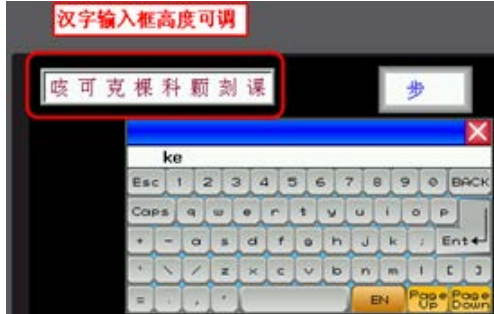 汉字输入框高度可调
咳可克棵科颗刻课
步
ke
Esc 1 2 3 4 5 6 7 8 9 0 BACK
Caps q w e r t y u i o p
+ - a s d f g h j k ; Ent
' \ / z x c v b n m l [ ]
= . , * EN Page Up Page Down